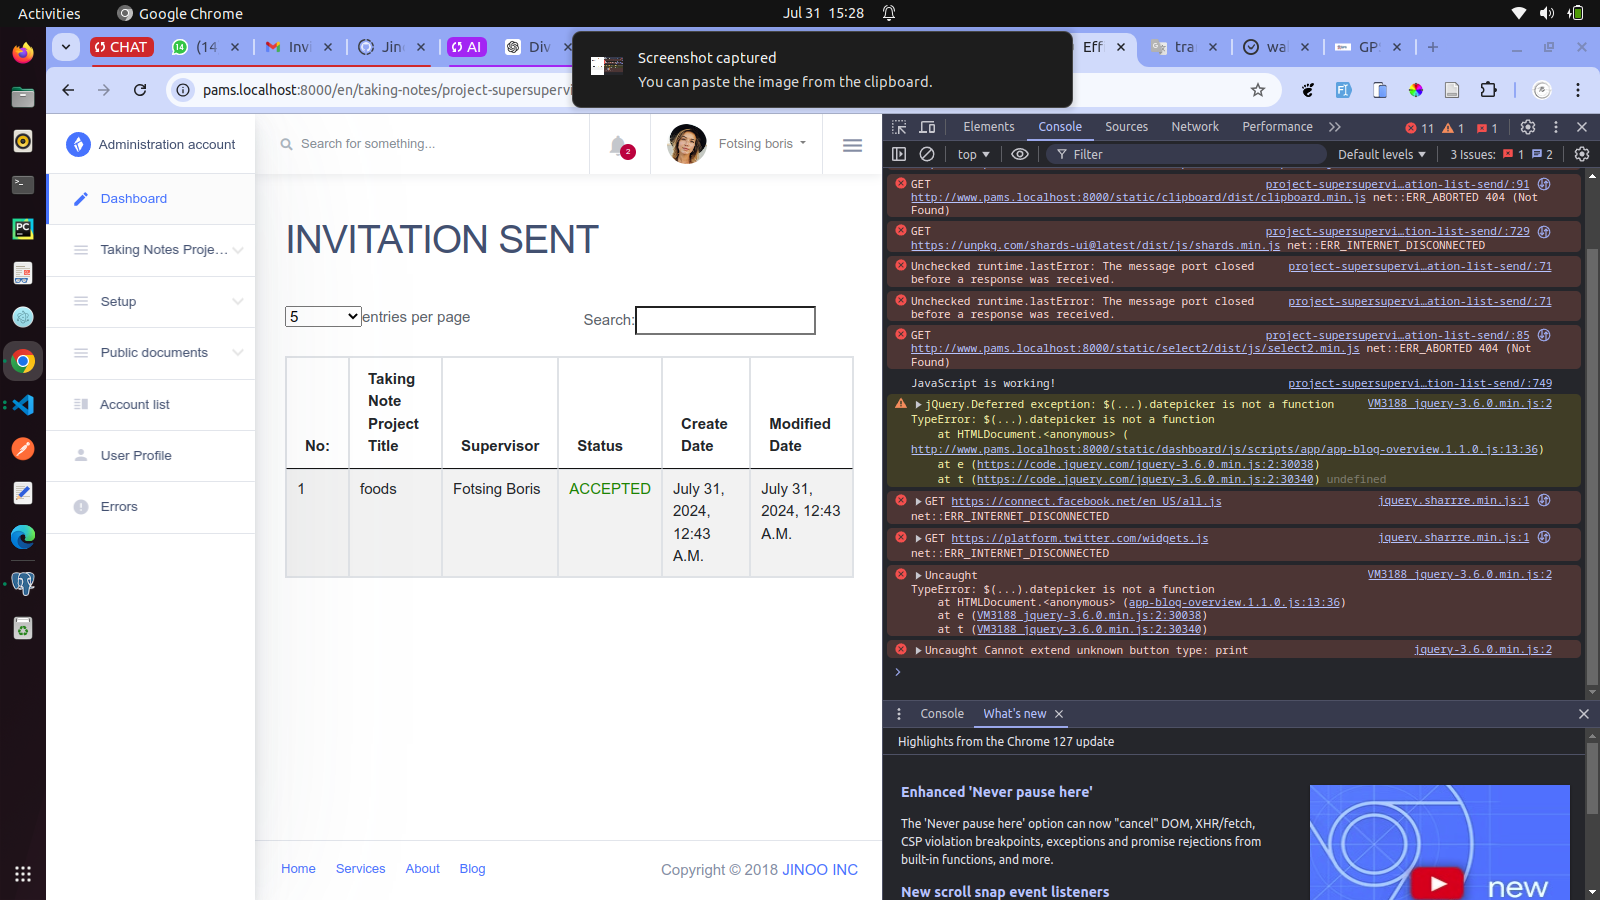 Activities
Google Chrome
Jul 31 15:28
CHAT
(14
Invi
Jin
AI
Div
Eff
tra
wa
GP
Screenshot captured
You can paste the image from the clipboard.
pams.localhost:8000/en/taking-notes/project-supersupervi
Administration account
Search for something...
2
Fotsing boris
Dashboard
Taking Notes Proje...
Setup
Public documents
Account list
User Profile
Errors
INVITATION SENT
5 entries per page
Search:
No:
Taking Note Project Title
Supervisor
Status
Create Date
Modified Date
1
foods
Fotsing Boris
ACCEPTED
July 31, 2024, 12:43 A.M.
July 31, 2024, 12:43 A.M.
Home
Services
About
Blog
Copyright © 2018 JINOO INC
Elements
Console
Sources
Network
Performance
11
1
1
top
Filter
Default levels
3 Issues:
1
2
GET project-supersupervi…ation-list-send/:91
http://www.pams.localhost:8000/static/clipboard/dist/clipboard.min.js net::ERR_ABORTED 404 (Not
Found)
GET project-supersupervi…tion-list-send/:729
https://unpkg.com/shards-ui@latest/dist/js/shards.min.js net::ERR_INTERNET_DISCONNECTED
Unchecked runtime.lastError: The message port closed project-supersupervi…ation-list-send/:71
before a response was received.
Unchecked runtime.lastError: The message port closed project-supersupervi…ation-list-send/:71
before a response was received.
GET project-supersupervi…ation-list-send/:85
http://www.pams.localhost:8000/static/select2/dist/js/select2.min.js net::ERR_ABORTED 404 (Not
Found)
JavaScript is working! project-supersupervi…tion-list-send/:749
jQuery.Deferred exception: $(...).datepicker is not a function VM3188 jquery-3.6.0.min.js:2
TypeError: $(...).datepicker is not a function
at HTMLDocument.<anonymous> (
http://www.pams.localhost:8000/static/dashboard/js/scripts/app/app-blog-overview.1.1.0.js:13:36)
at e (https://code.jquery.com/jquery-3.6.0.min.js:2:30038)
at t (https://code.jquery.com/jquery-3.6.0.min.js:2:30340) undefined
GET https://connect.facebook.net/en_US/all.js jquery.sharrre.min.js:1
net::ERR_INTERNET_DISCONNECTED
GET https://platform.twitter.com/widgets.js jquery.sharrre.min.js:1
net::ERR_INTERNET_DISCONNECTED
Uncaught VM3188 jquery-3.6.0.min.js:2
TypeError: $(...).datepicker is not a function
at HTMLDocument.<anonymous> (app-blog-overview.1.1.0.js:13:36)
at e (VM3188 jquery-3.6.0.min.js:2:30038)
at t (VM3188 jquery-3.6.0.min.js:2:30340)
Uncaught Cannot extend unknown button type: print jquery-3.6.0.min.js:2
Console
What's new
Highlights from the Chrome 127 update
Enhanced 'Never pause here'
The 'Never pause here' option can now "cancel" DOM, XHR/fetch,
CSP violation breakpoints, exceptions and promise rejections from
built-in functions, and more.
New scroll snap event listeners
new